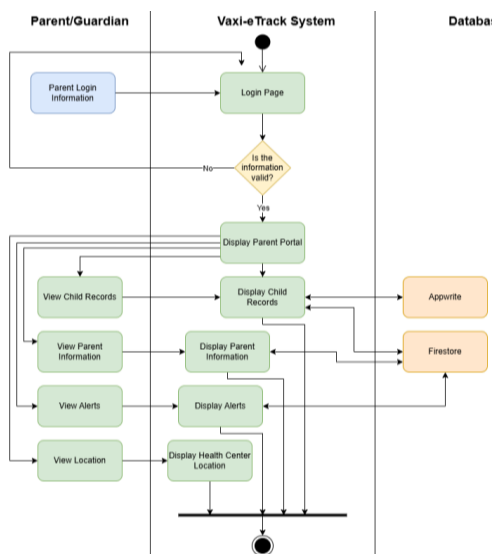 Parent/Guardian
Vaxi-eTrack System
Databas
Parent Login
Information
Login Page
Is the
information
valid?
No
Yes
Display Parent Portal
View Child Records
Display Child
Records
Appwrite
View Parent
Information
Display Parent
Information
Firestore
View Alerts
Display Alerts
View Location
Display Health Center
Location